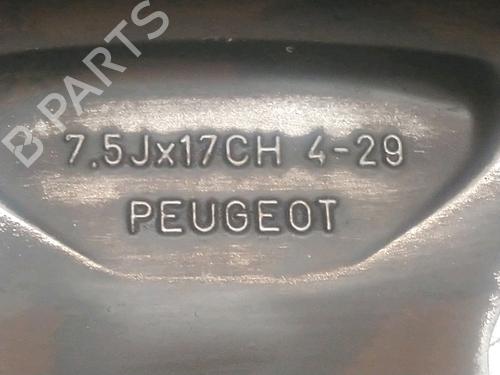 B PARTS
7.5Jx17CH 4-29
PEUGEOT